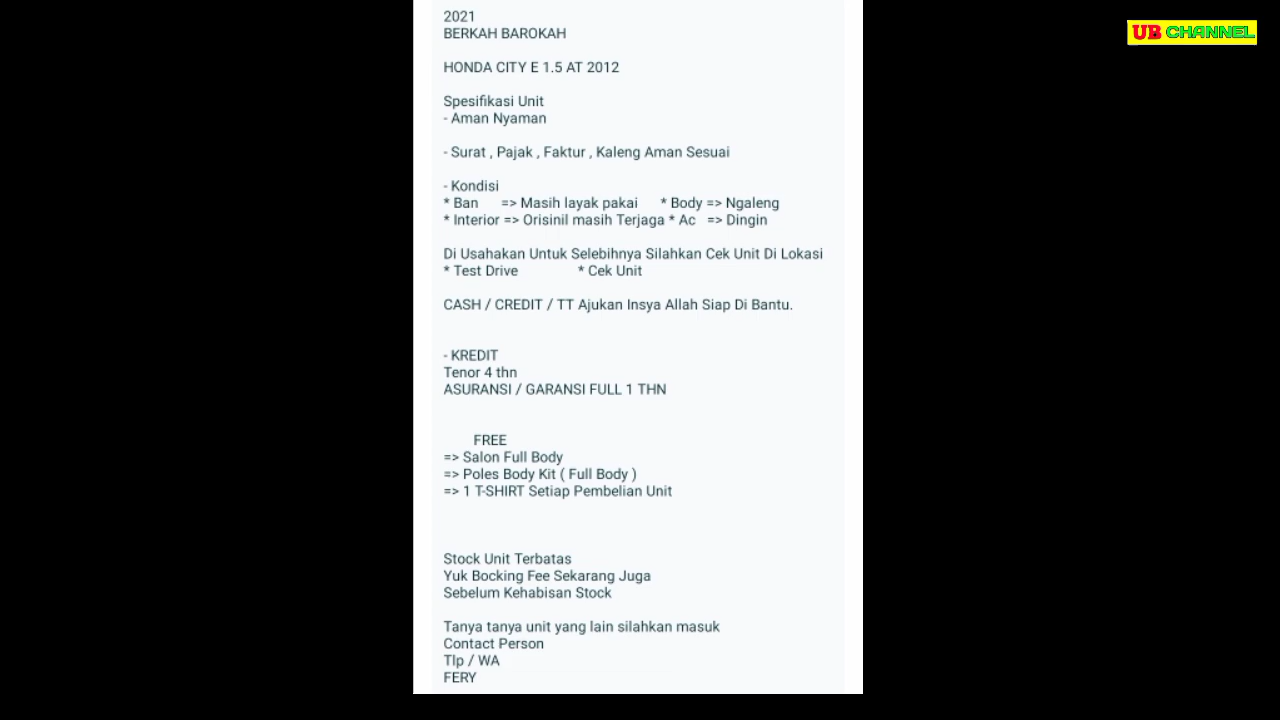 UB CHANNEL
2021
BERKAH BAROKAH
HONDA CITY E 1.5 AT 2012
Spesifikasi Unit
- Aman Nyaman
- Surat , Pajak , Faktur , Kaleng Aman Sesuai
- Kondisi
* Ban => Masih layak pakai * Body => Ngaleng
* Interior => Orisinil masih Terjaga * Ac => Dingin
Di Usahakan Untuk Selebihnya Silahkan Cek Unit Di Lokasi
* Test Drive * Cek Unit
CASH / CREDIT / TT Ajukan Insya Allah Siap Di Bantu.
- KREDIT
Tenor 4 thn
ASURANSI / GARANSI FULL 1 THN
FREE
=> Salon Full Body
=> Poles Body Kit ( Full Body )
=> 1 T-SHIRT Setiap Pembelian Unit
Stock Unit Terbatas
Yuk Bocking Fee Sekarang Juga
Sebelum Kehabisan Stock
Tanya tanya unit yang lain silahkan masuk
Contact Person
Tlp / WA
FERY